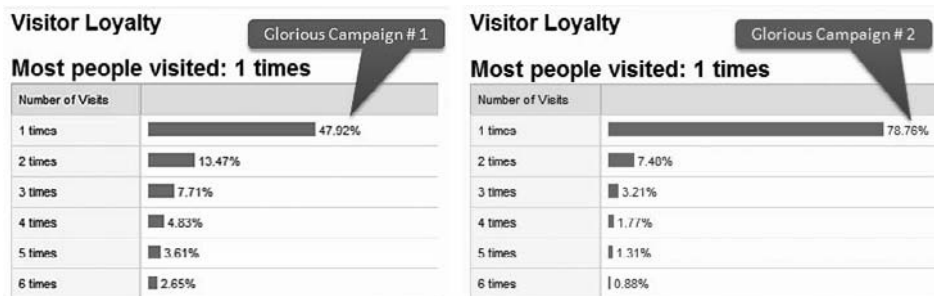 Visitor Loyalty
Glorious Campaign # 1
Most people visited: 1 times
Number of Visits
1 times 47.92%
2 times 13.47%
3 times 7.71%
4 times 4.83%
5 times 3.61%
6 times 2.65%
Visitor Loyalty
Glorious Campaign # 2
Most people visited: 1 times
Number of Visits
1 times 78.76%
2 times 7.40%
3 times 3.21%
4 times 1.77%
5 times 1.31%
6 times 0.88%